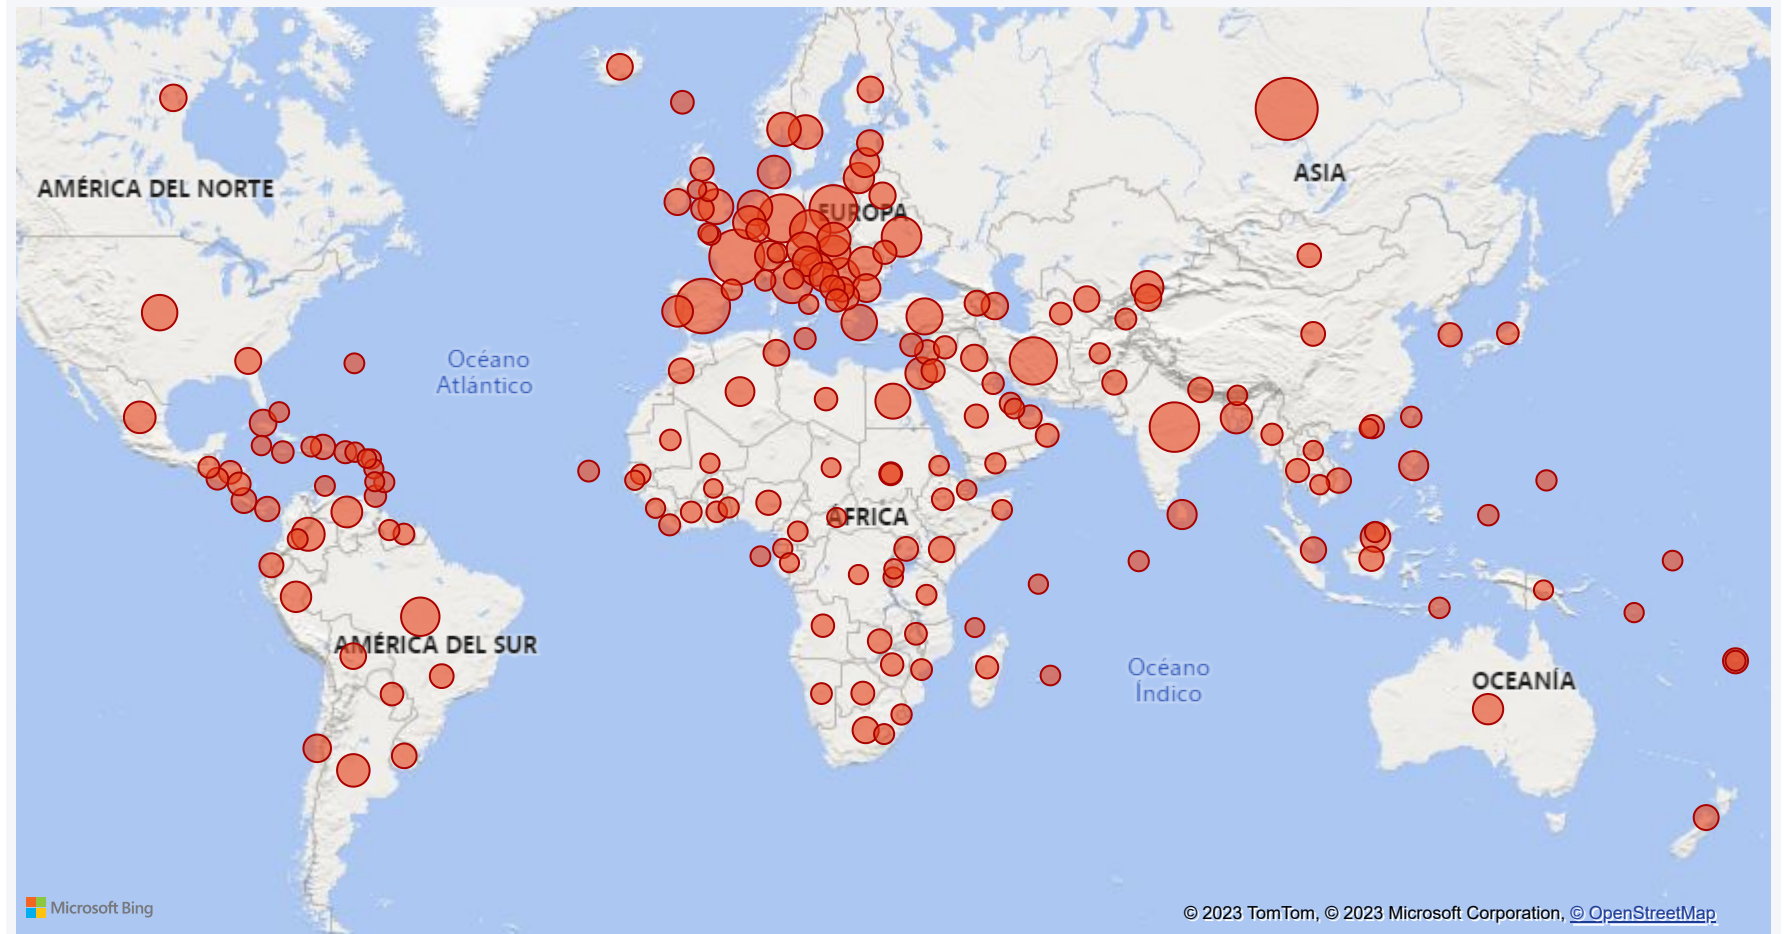 AMÉRICA DEL NORTE
ASIA
EUROPA
Océano
Atlántico
ÁFRICA
AMÉRICA DEL SUR
Océano
Índico
OCEANÍA
Microsoft Bing
© 2023 TomTom, © 2023 Microsoft Corporation, © OpenStreetMap